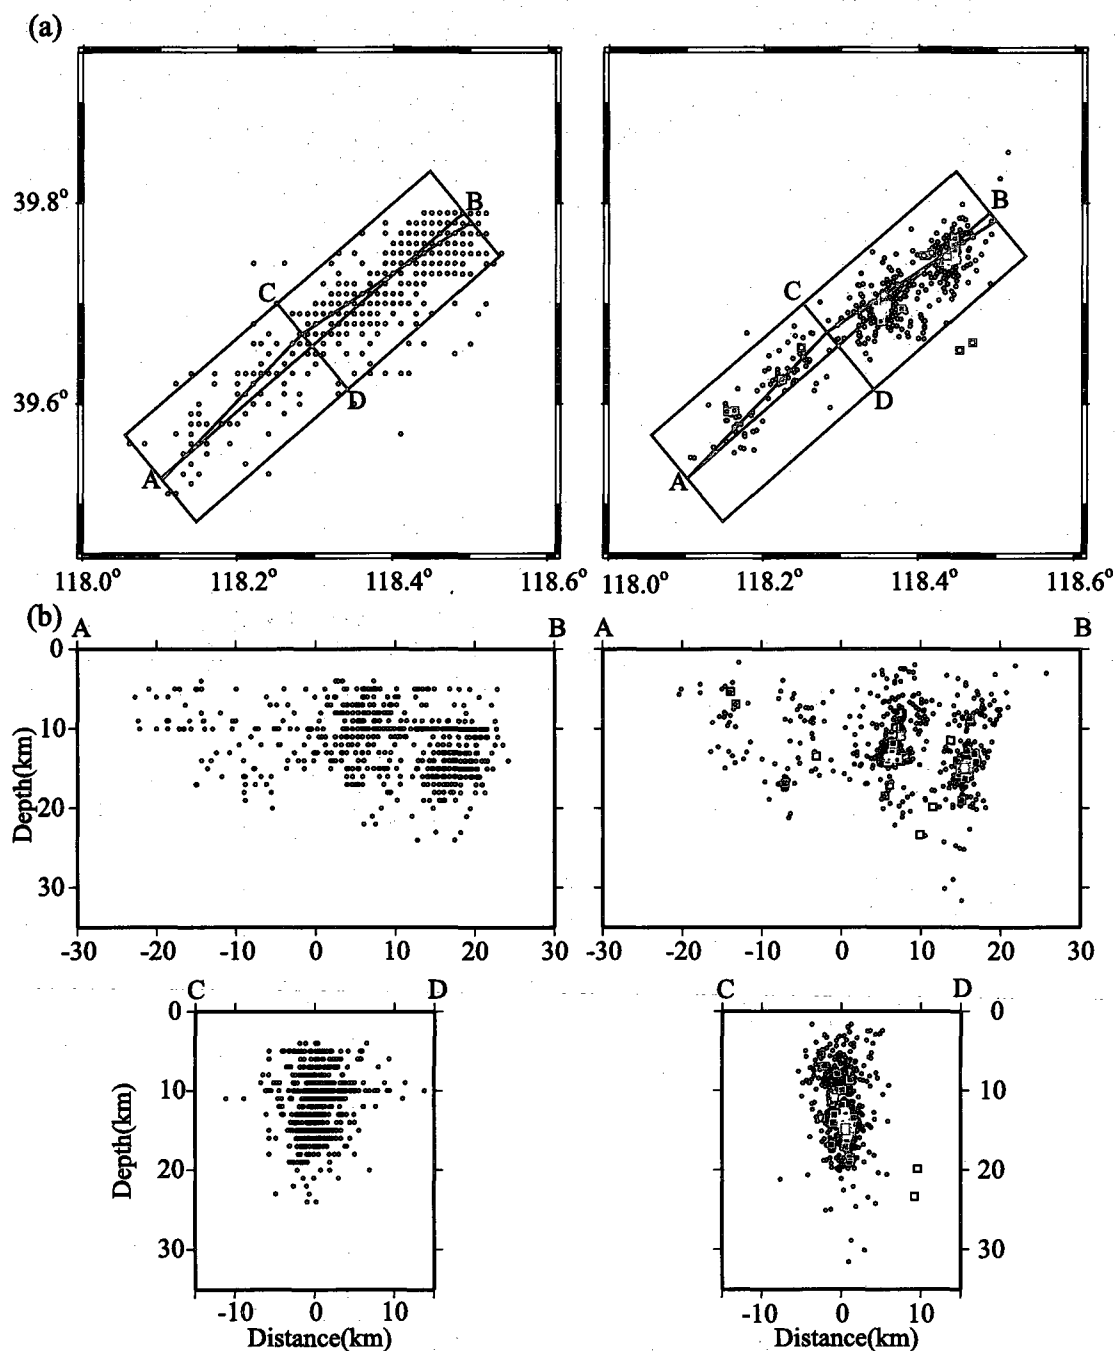 (a)
39.8°
39.6°
C
B
D
A
C
B
D
A
118.0° 118.2° 118.4° 118.6° 118.0° 118.2° 118.4° 118.6°
(b)
A B A B
0
10
20
30
Depth(km)
-30 -20 -10 0 10 20 30 -30 -20 -10 0 10 20 30
C D C D
0 0
10 10
20 20
30 30
Depth(km)
-10 0 10 -10 0 10
Distance(km) Distance(km)